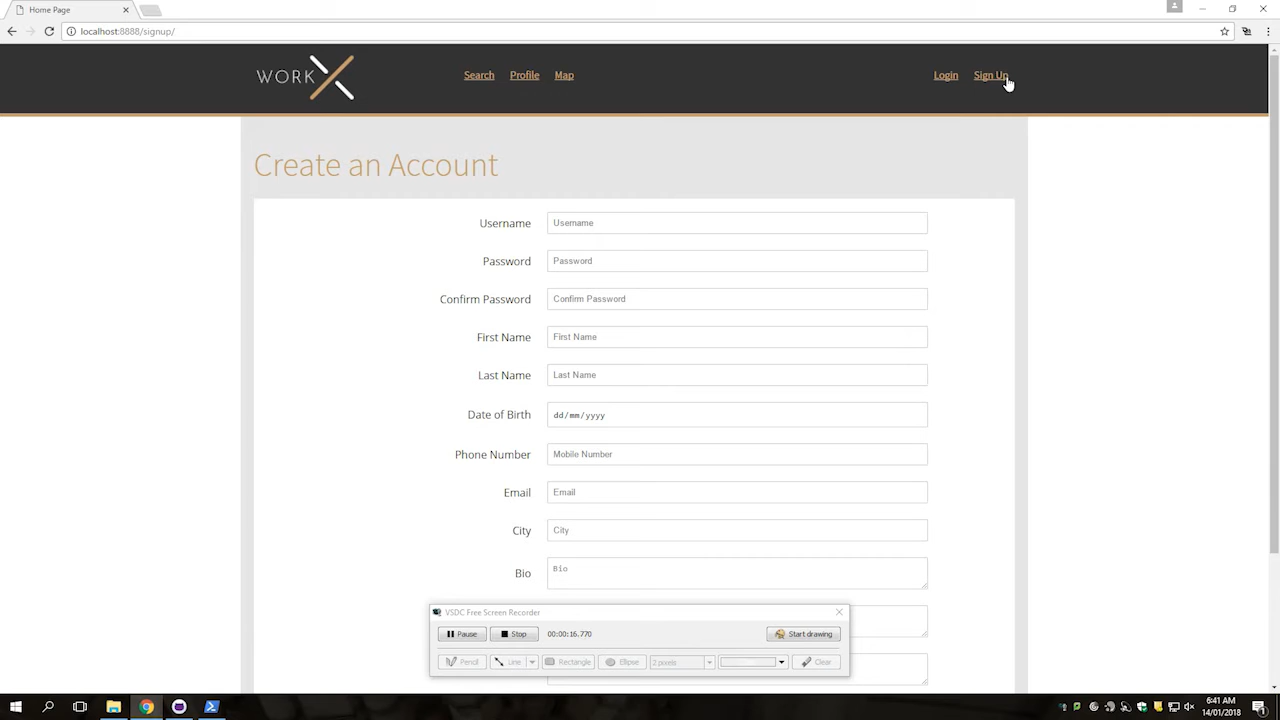 Home Page
localhost:8888/signup/
WORK
Search Profile Map Login Sign Up
Create an Account
Username Username
Password Password
Confirm Password Confirm Password
First Name First Name
Last Name Last Name
Date of Birth dd/mm/yyyy
Phone Number Mobile Number
Email Email
City City
Bio Bio
VSDC Free Screen Recorder
Pause Stop 00:00:16.770 Start drawing
Pencil Line Rectangle Ellipse 2 pixels Clear
6:41 AM
14/01/2018